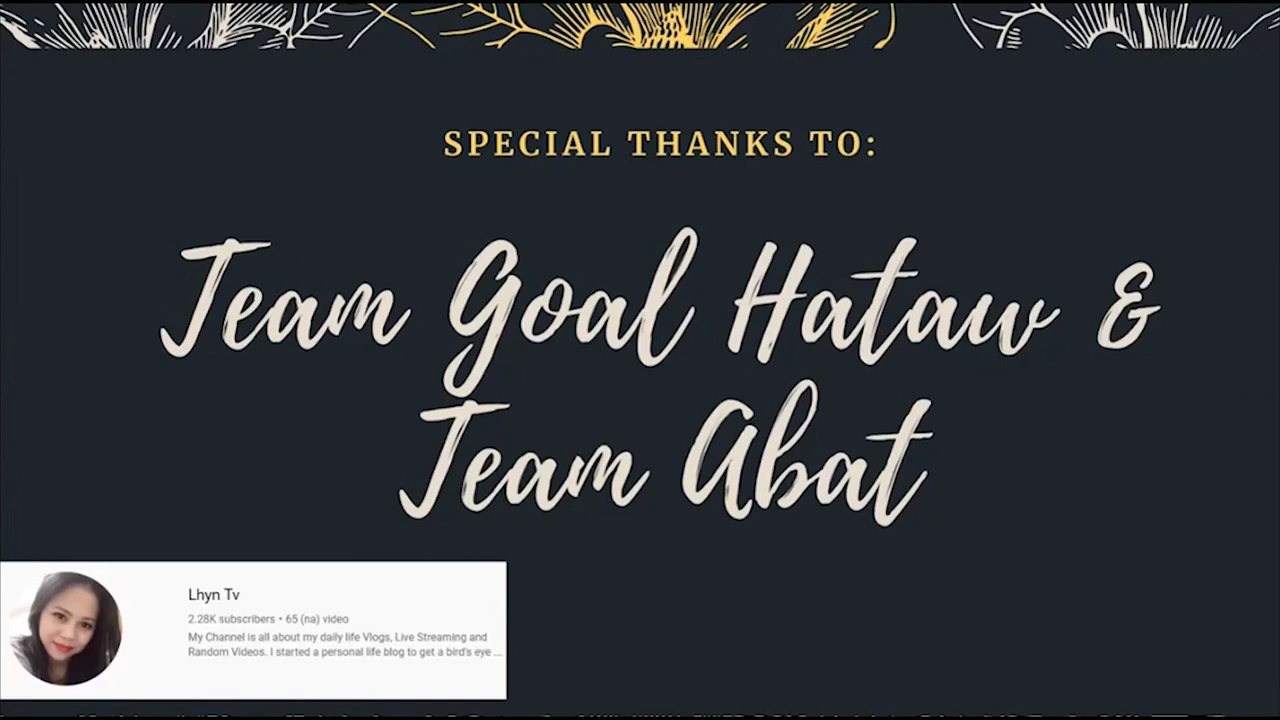 SPECIAL THANKS TO:
Team Goal Hataw &
Team Abat
Lhyn Tv
2.28K subscribers • 65 (na) video
My Channel is all about my daily life Vlogs, Live Streaming and
Random Videos. I started a personal life blog to get a bird's eye ...